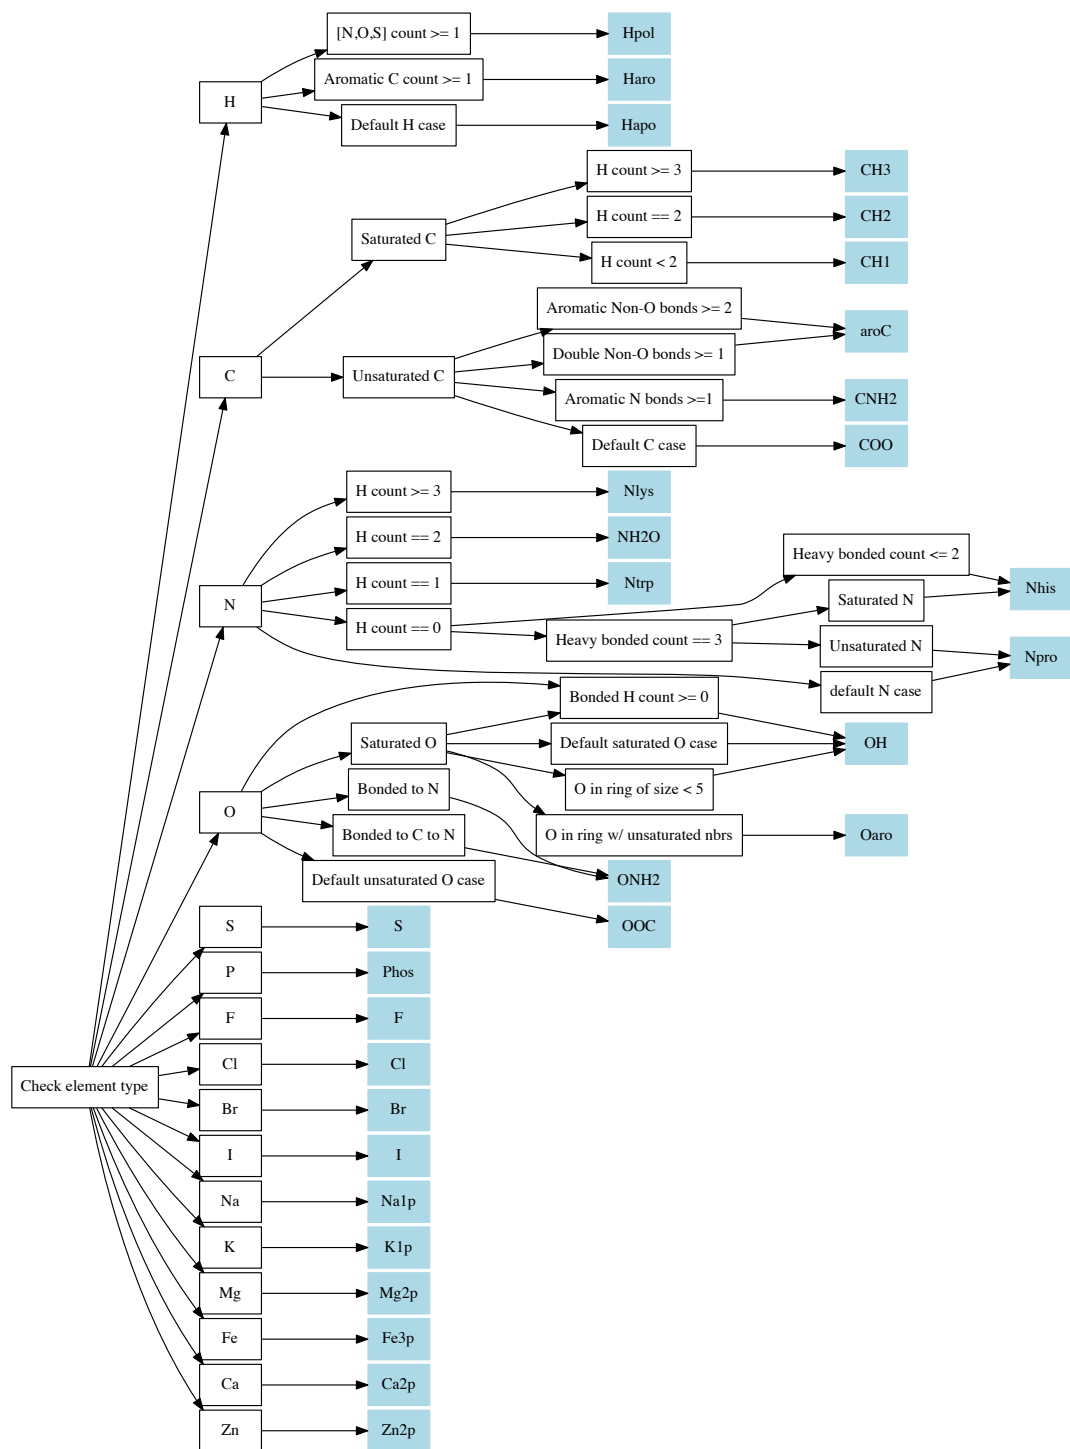 [N,O,S] count >= 1
Hpol
Aromatic C count >= 1
Haro
H
Default H case
Hapo
H count >= 3
CH3
H count == 2
CH2
Saturated C
H count < 2
CH1
Aromatic Non-O bonds >= 2
aroC
Double Non-O bonds >= 1
C
Unsaturated C
Aromatic N bonds >=1
CNH2
Default C case
COO
H count >= 3
Nlys
H count == 2
NH2O
Heavy bonded count <= 2
H count == 1
Ntrp
Nhis
N
Saturated N
H count == 0
Heavy bonded count == 3
Unsaturated N
Npro
default N case
Bonded H count >= 0
Saturated O
Default saturated O case
OH
Bonded to N
O in ring of size < 5
O
Bonded to C to N
O in ring w/ unsaturated nbrs
Oaro
Default unsaturated O case
ONH2
OOC
S
S
P
Phos
F
F
Cl
Cl
Check element type
Br
Br
I
I
Na
Na1p
K
K1p
Mg
Mg2p
Fe
Fe3p
Ca
Ca2p
Zn
Zn2p